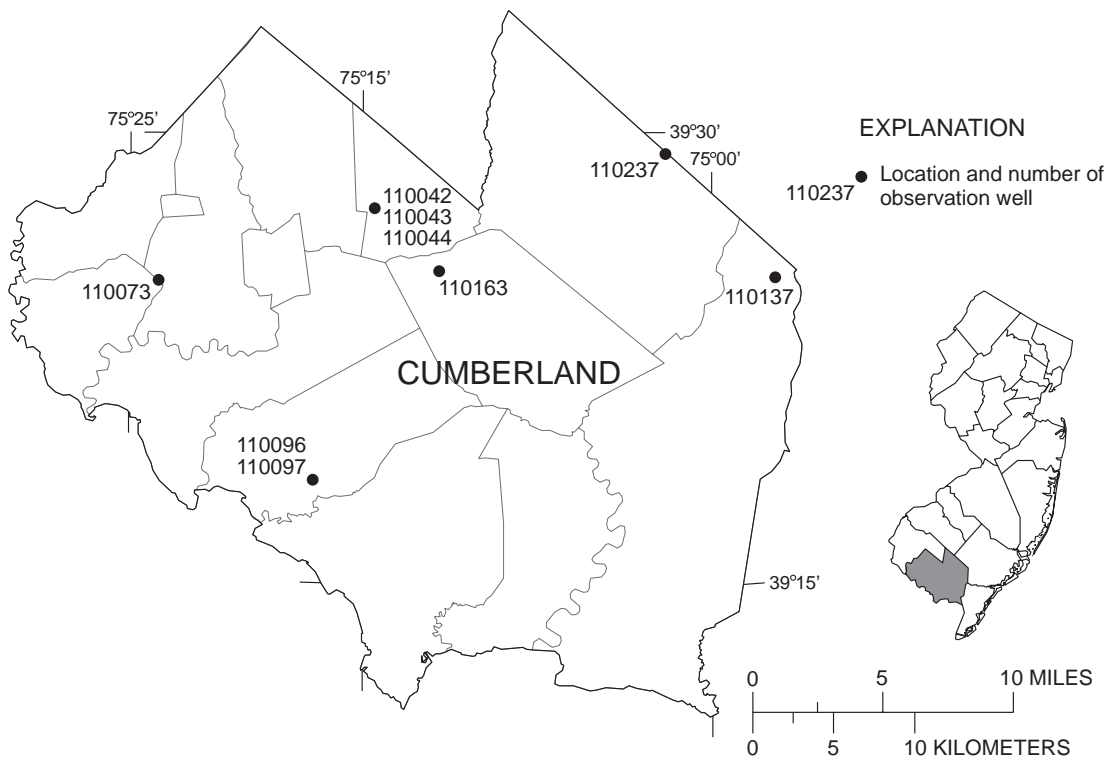 75°15'
75°25'
39°30'
75°00'
EXPLANATION
110237
110237
Location and number of
observation well
110042
110043
110044
110073
110163
110137
CUMBERLAND
110096
110097
39°15'
0 5 10 MILES
0 5 10 KILOMETERS